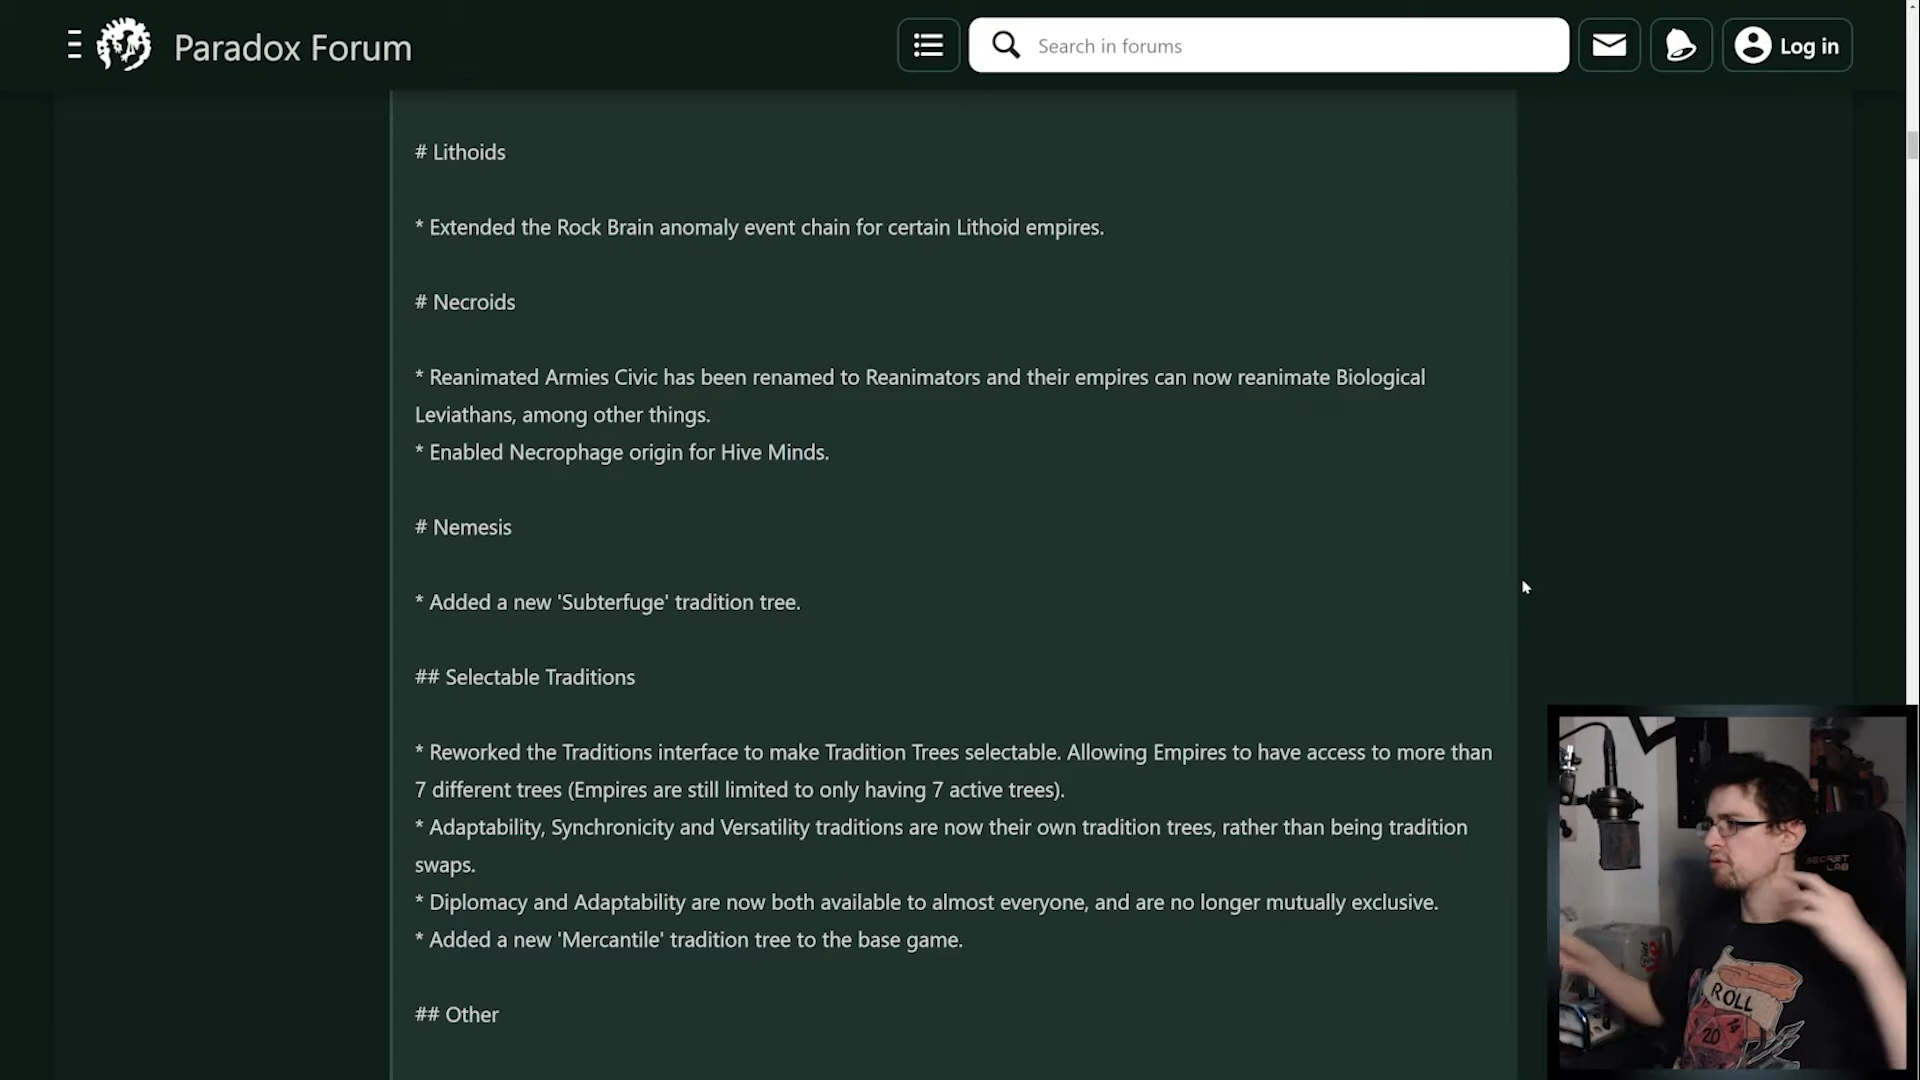 Paradox Forum
Search in forums
Log in
# Lithoids
* Extended the Rock Brain anomaly event chain for certain Lithoid empires.
# Necroids
* Reanimated Armies Civic has been renamed to Reanimators and their empires can now reanimate Biological
Leviathans, among other things.
* Enabled Necrophage origin for Hive Minds.
# Nemesis
* Added a new 'Subterfuge' tradition tree.
## Selectable Traditions
* Reworked the Traditions interface to make Tradition Trees selectable. Allowing Empires to have access to more than
7 different trees (Empires are still limited to only having 7 active trees).
* Adaptability, Synchronicity and Versatility traditions are now their own tradition trees, rather than being tradition
swaps.
* Diplomacy and Adaptability are now both available to almost everyone, and are no longer mutually exclusive.
* Added a new 'Mercantile' tradition tree to the base game.
## Other
SECRET
LAB
ROLL
20